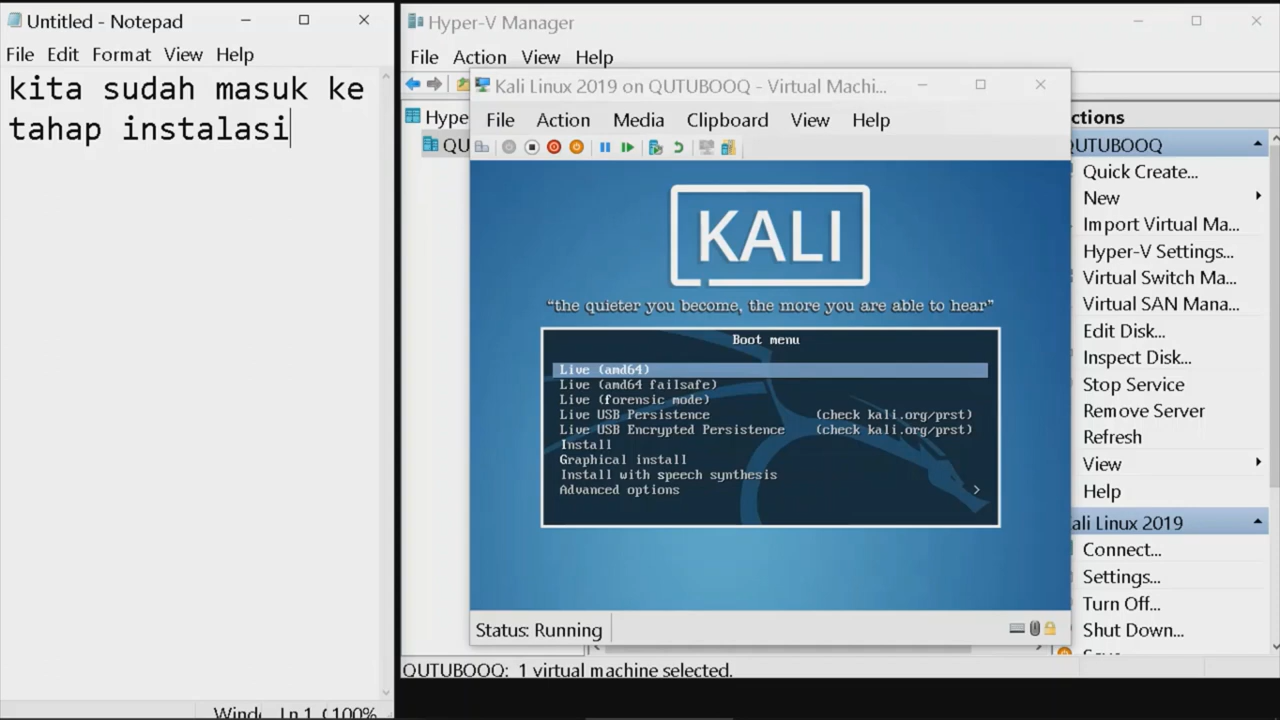 Untitled - Notepad
File Edit Format View Help
kita sudah masuk ke
tahap instalasi
Ln 1, 100%
Hyper-V Manager
File Action View Help
Hype
QU
Kali Linux 2019 on QUTUBOOQ - Virtual Machi...
File Action Media Clipboard View Help
KALI
“the quieter you become, the more you are able to hear”
Boot menu
Live (amd64)
Live (amd64 failsafe)
Live (forensic mode)
Live USB Persistence (check kali.org/prst)
Live USB Encrypted Persistence (check kali.org/prst)
Install
Graphical install
Install with speech synthesis
Advanced options >
Status: Running
ctions
QUTUBOOQ
Quick Create...
New
Import Virtual Ma...
Hyper-V Settings...
Virtual Switch Ma...
Virtual SAN Mana...
Edit Disk...
Inspect Disk...
Stop Service
Remove Server
Refresh
View
Help
ali Linux 2019
Connect...
Settings...
Turn Off...
Shut Down...
QUTUBOOQ: 1 virtual machine selected.